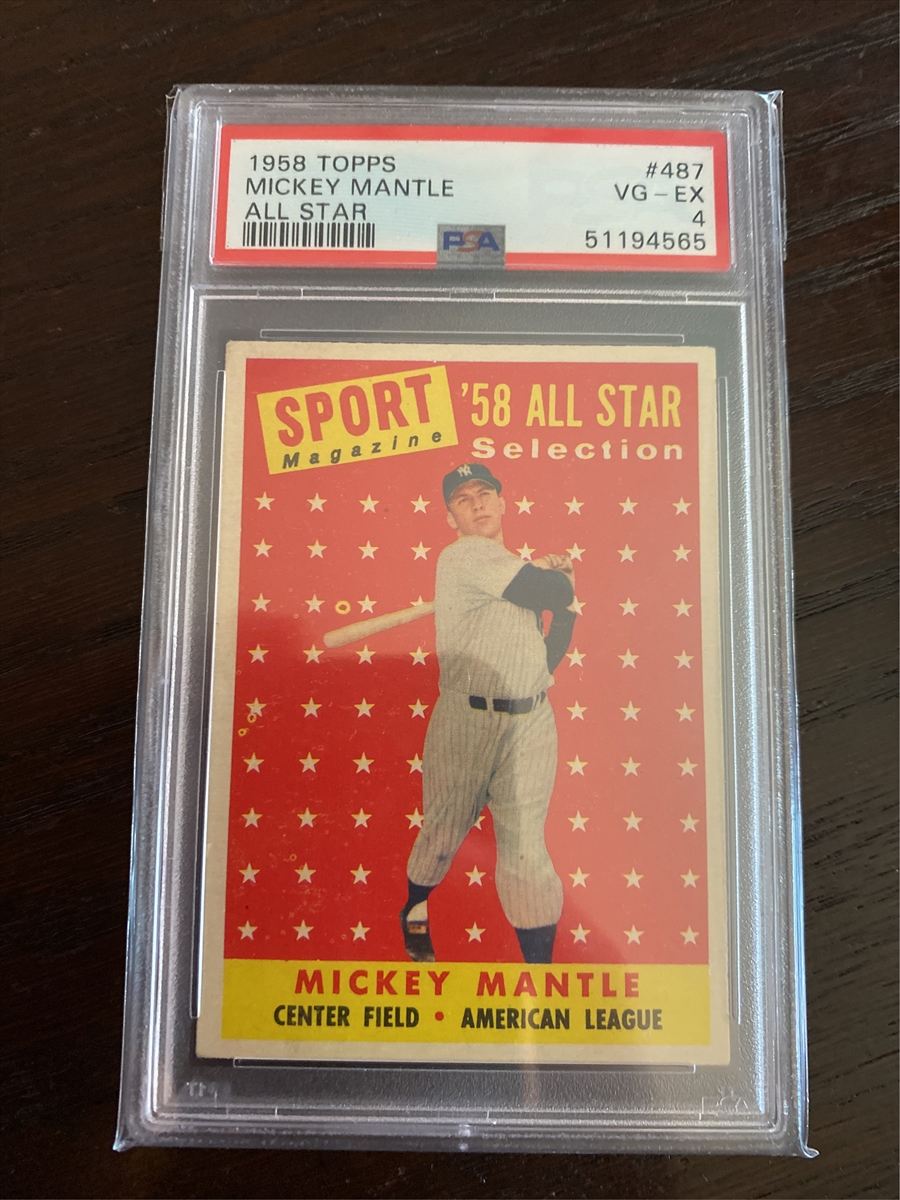 1958 TOPPS
#487
MICKEY MANTLE
VG-EX
ALL STAR
4
51194565
PSA
SPORT
Magazine
'58 ALL STAR
Selection
NY
MICKEY MANTLE
CENTER FIELD • AMERICAN LEAGUE